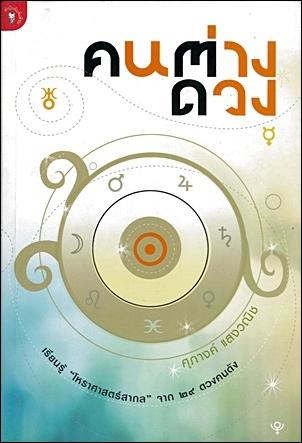 คนต่าง
ดวง
ศุภางค์ แสงวณิช
เรียนรู้ "โหราศาสตร์สากล" จาก ๒๔ ดวงคนดัง